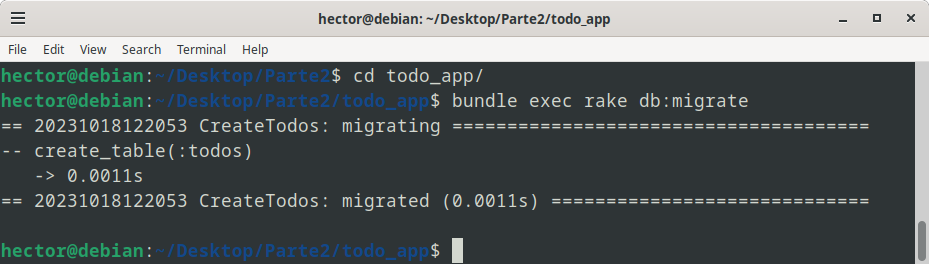 hector@debian: ~/Desktop/Parte2/todo_app
File Edit View Search Terminal Help
hector@debian:~/Desktop/Parte2$ cd todo_app/
hector@debian:~/Desktop/Parte2/todo_app$ bundle exec rake db:migrate
== 20231018122053 CreateTodos: migrating ======================================
-- create_table(:todos)
   -> 0.0011s
== 20231018122053 CreateTodos: migrated (0.0011s) =============================
hector@debian:~/Desktop/Parte2/todo_app$